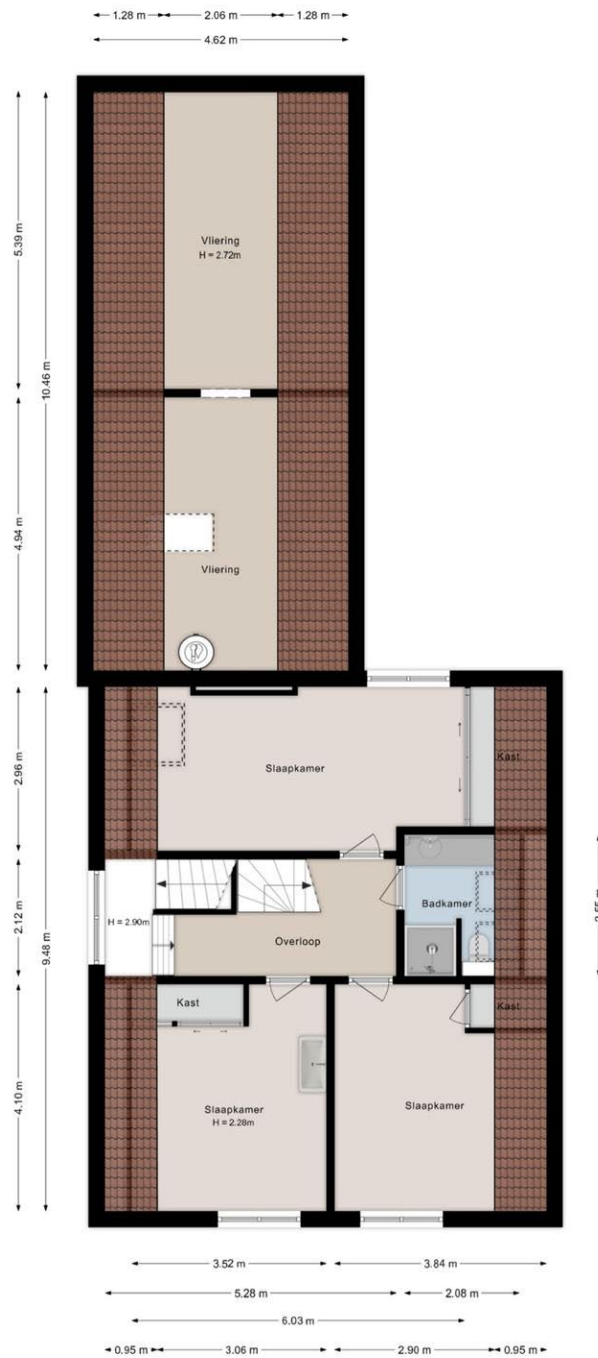 1.28 m 2.06 m 1.28 m
4.62 m
5.39 m
10.46 m
Vliering
H = 2.72m
4.94 m
Vliering
2.96 m
Slaapkamer
Kast
2.12 m
9.48 m
H = 2.90m
Overloop
Badkamer
2.55 m
Kast
Kast
4.10 m
Slaapkamer
H = 2.28m
Slaapkamer
3.52 m 3.84 m
5.28 m 2.08 m
6.03 m
0.95 m 3.06 m 2.90 m 0.95 m